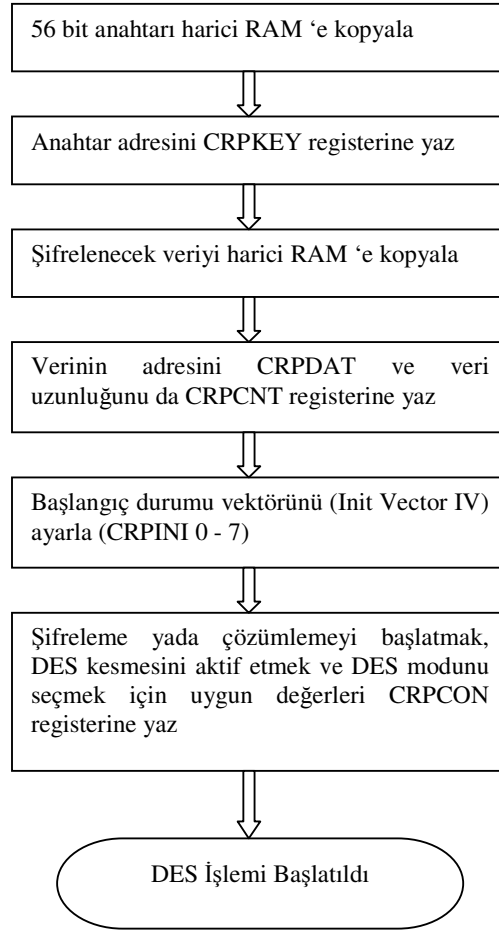 56 bit anahtarı harici RAM ‘e kopyala
Anahtar adresini CRPKEY registerine yaz
Şifrelenecek veriyi harici RAM ‘e kopyala
Verinin adresini CRPDAT ve veri
uzunluğunu da CRPCNT registerine yaz
Başlangıç durumu vektörünü (Init Vector IV)
ayarla (CRPINI 0 - 7)
Şifreleme yada çözümlemeyi başlatmak,
DES kesmesini aktif etmek ve DES modunu
seçmek için uygun değerleri CRPCON
registerine yaz
DES İşlemi Başlatıldı